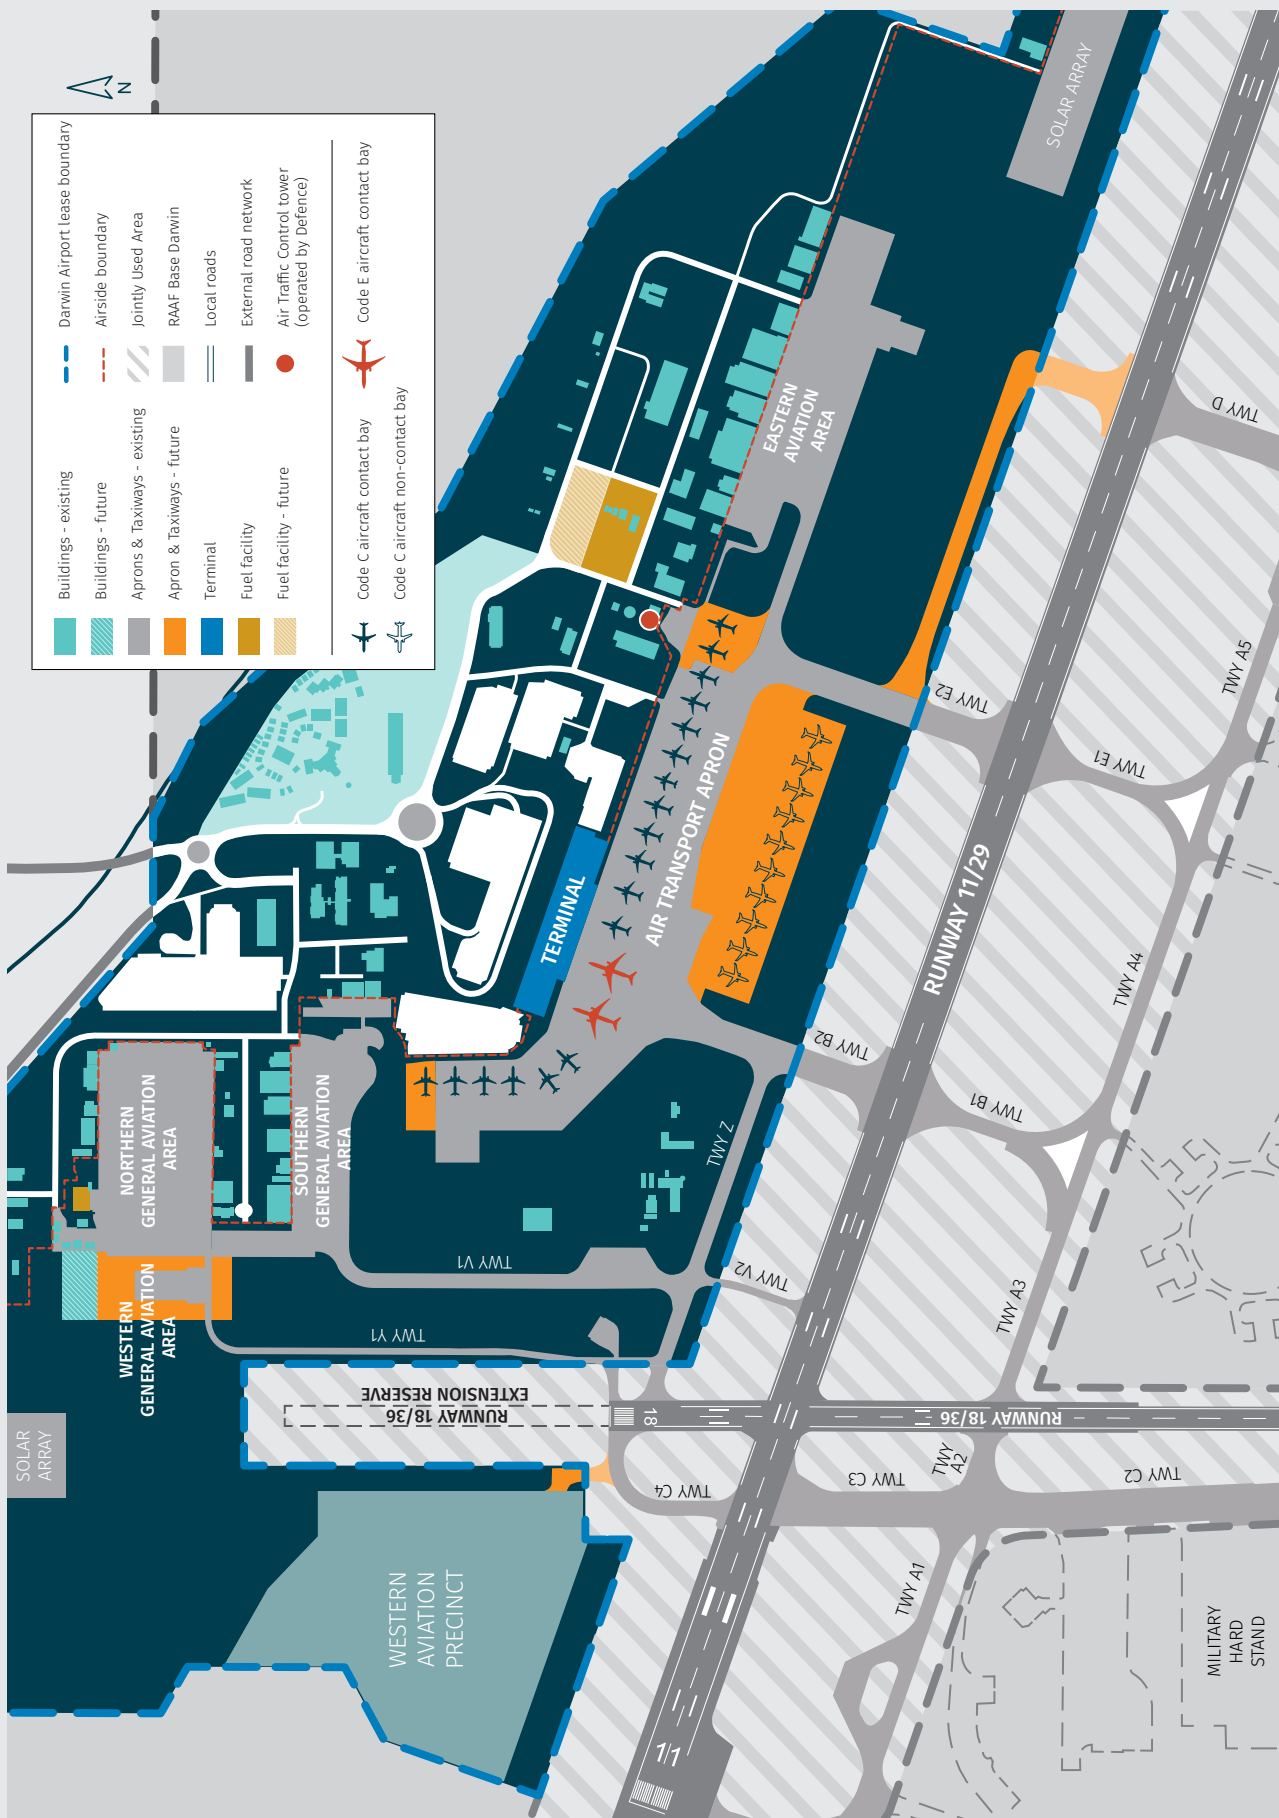 N
Buildings - existing
Buildings - future
Aprons & Taxiways - existing
Apron & Taxiways - future
Terminal
Fuel facility
Fuel facility - future
Darwin Airport lease boundary
Airside boundary
Jointly Used Area
RAAF Base Darwin
Local roads
External road network
Air Traffic Control tower
(operated by Defence)
Code C aircraft contact bay
Code C aircraft non-contact bay
Code E aircraft contact bay
SOLAR
ARRAY
WESTERN
GENERAL AVIATION
AREA
NORTHERN
GENERAL AVIATION
AREA
SOUTHERN
GENERAL AVIATION
AREA
WESTERN
AVIATION
PRECINCT
RUNWAY 18/36
EXTENSION RESERVE
TWY Y1
TWY V1
TERMINAL
AIR TRANSPORT APRON
EASTERN
AVIATION
AREA
SOLAR ARRAY
TWY Z
TWY V2
TWY B2
TWY E2
TWY D
18
TWY C4
11
RUNWAY 11/29
TWY C3
TWY A2
RUNWAY 18/36
TWY B1
TWY E1
TWY A1
TWY C2
TWY A3
TWY A4
TWY A5
MILITARY
HARD
STAND